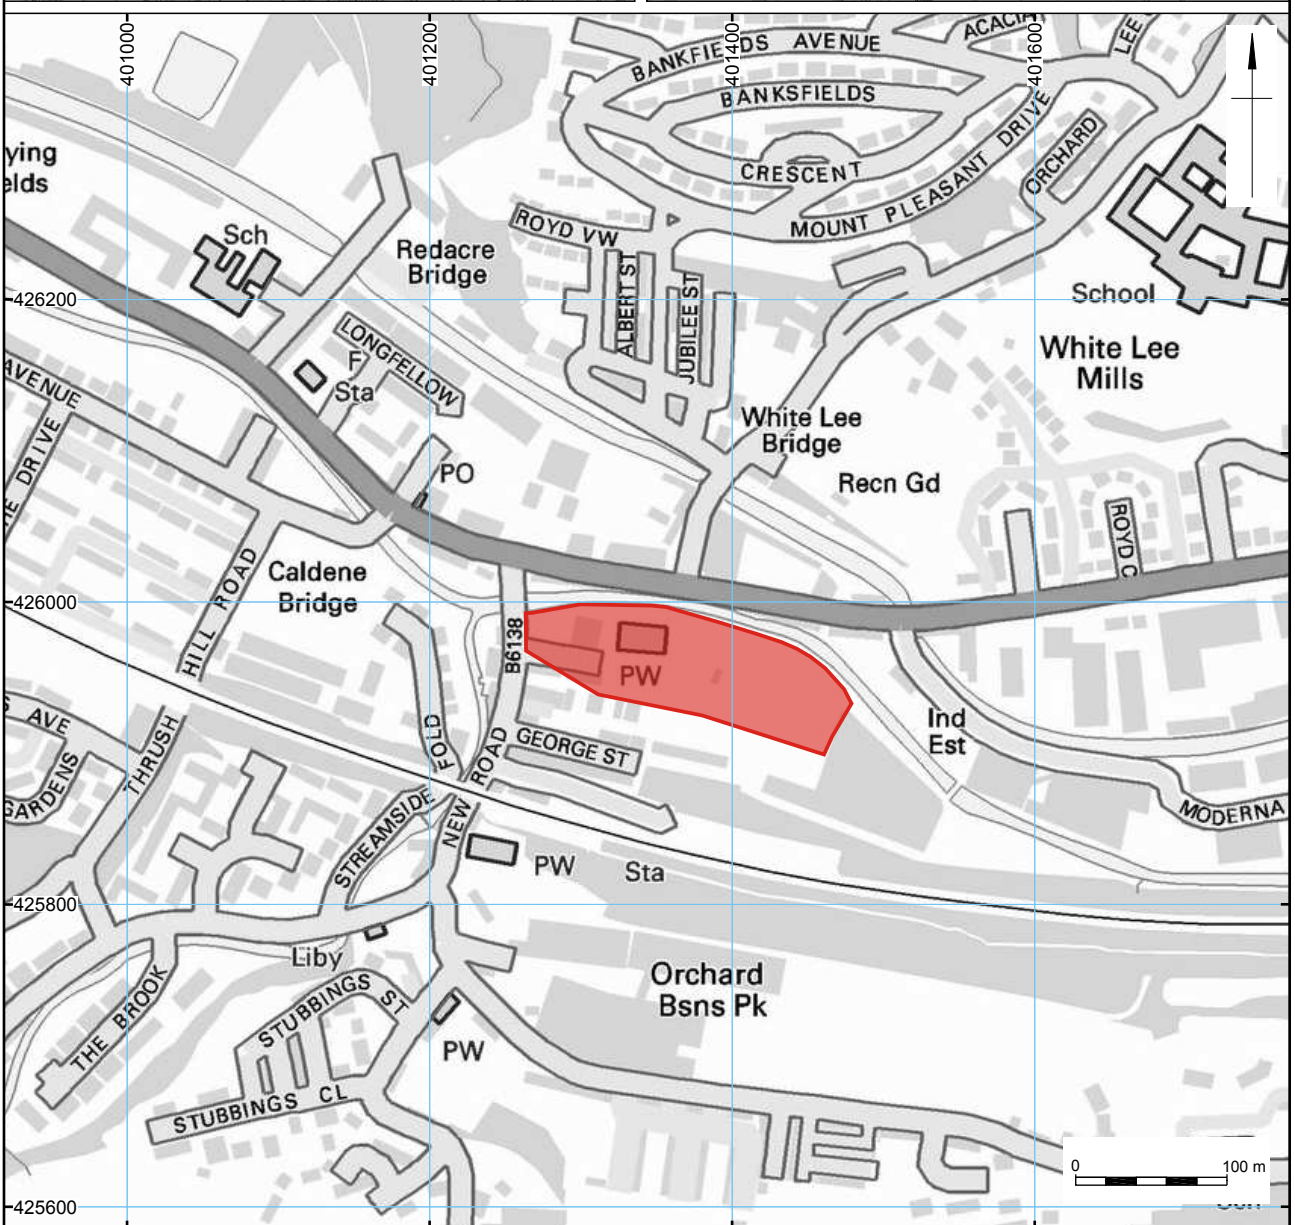 401000
401200
401400
401600
BANKFIELDS AVENUE
ACACIA
LEE
BANKSFIELDS
CRESCENT
MOUNT PLEASANT DRIVE
ORCHARD
ying
elds
Sch
Redacre
Bridge
ROYD VW
ALBERT ST
JUBILEE ST
School
426200
LONGFELLOW
F
Sta
AVENUE
HE DRIVE
White Lee
Mills
White Lee
Bridge
PO
Recn Gd
ROYD C
HILL ROAD
Caldene
Bridge
426000
B6138
PW
S AVE
GARDENS
THRUSH
FOLD
ROAD
GEORGE ST
Ind
Est
MODERNA
STREAMSIDE
NEW
PW
Sta
425800
Liby
Orchard
Bsns Pk
THE BROOK
STUBBINGS ST
PW
STUBBINGS CL
0
100 m
425600